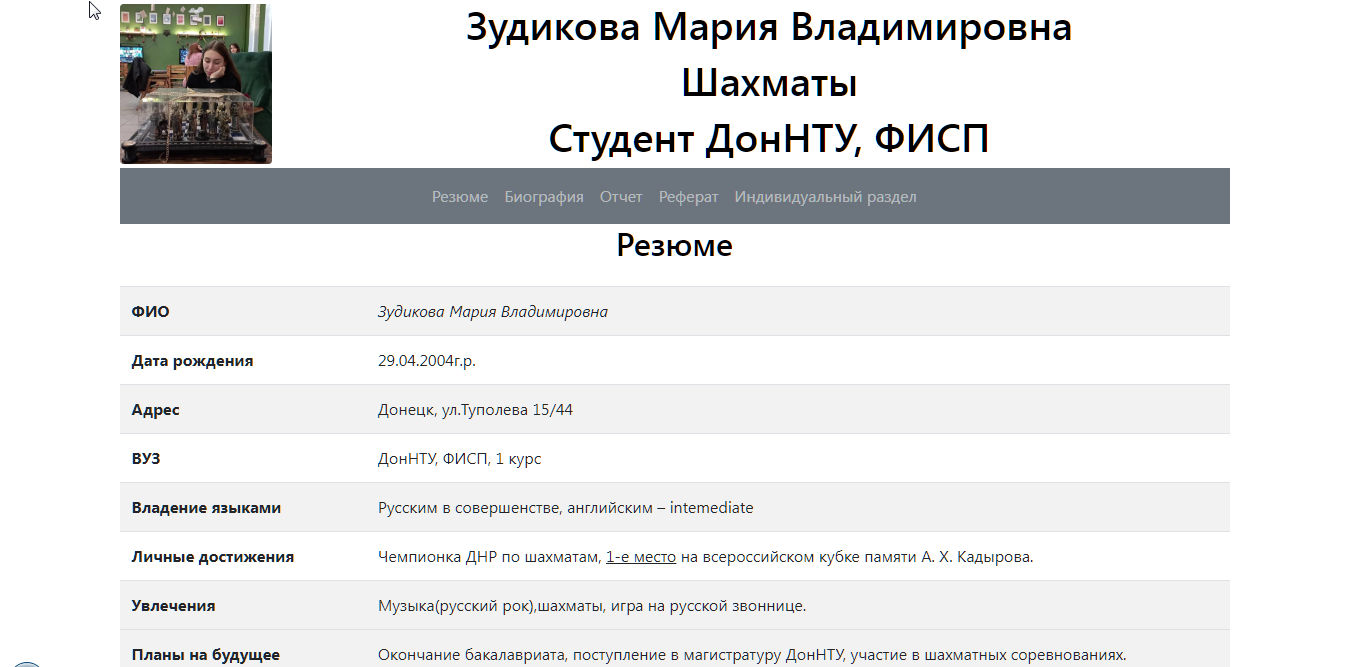 Зудикова Мария Владимировна
Шахматы
Студент ДонНТУ, ФИСП
Резюме Биография Отчет Реферат Индивидуальный раздел
Резюме
ФИО Зудикова Мария Владимировна
Дата рождения 29.04.2004г.р.
Адрес Донецк, ул.Туполева 15/44
ВУЗ ДонНТУ, ФИСП, 1 курс
Владение языками Русским в совершенстве, английским – intemediate
Личные достижения Чемпионка ДНР по шахматам, 1-е место на всероссийском кубке памяти А. Х. Кадырова.
Увлечения Музыка(русский рок),шахматы, игра на русской звоннице.
Планы на будущее Окончание бакалавриата, поступление в магистратуру ДонНТУ, участие в шахматных соревнованиях.